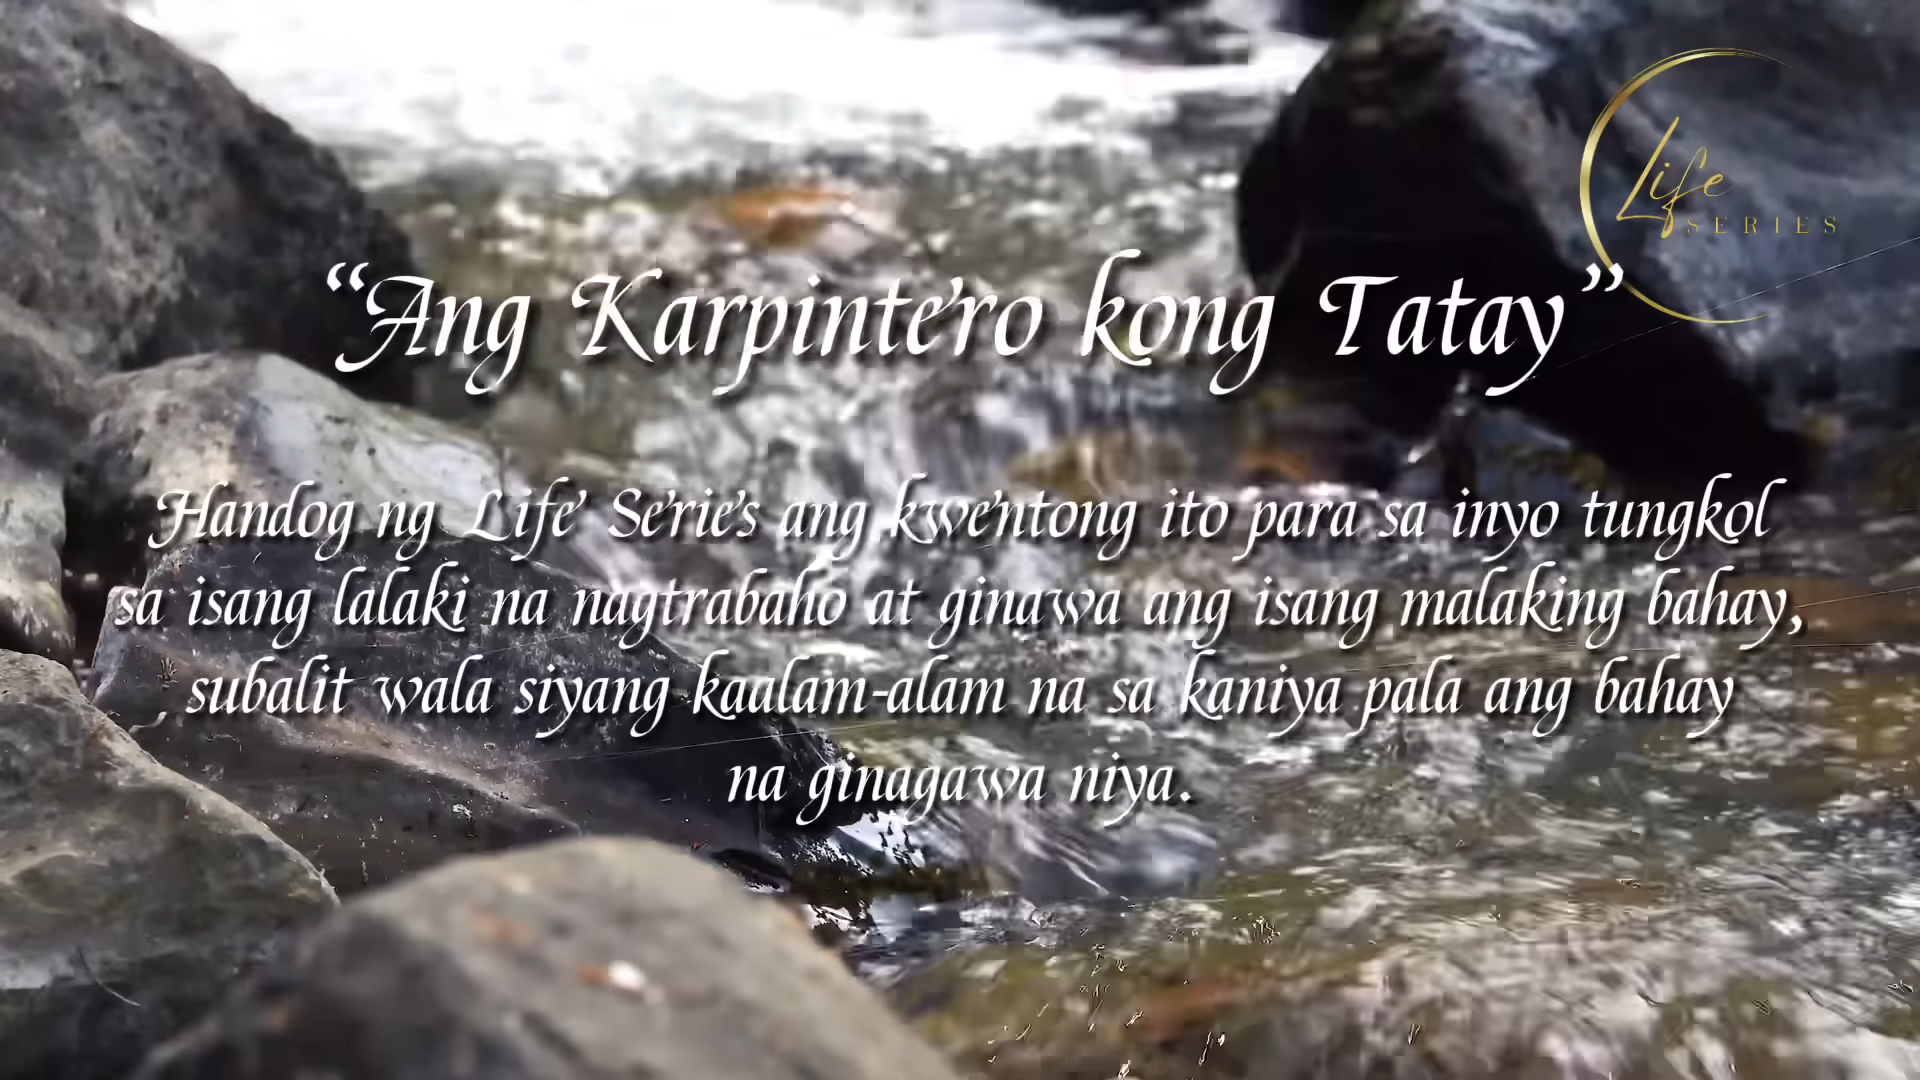 Life
SERIES
“Ang Karpintero kong Tatay”
Handog ng Life Series ang kwentong ito para sa inyo tungkol
sa isang lalaki na nagtrabaho at ginawa ang isang malaking bahay,
subalit wala siyang kaalam-alam na sa kaniya pala ang bahay
na ginagawa niya.